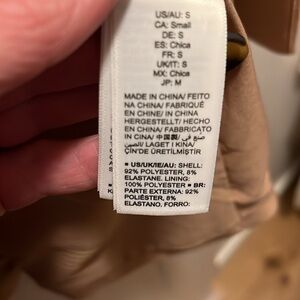 US/AU: S
CA: Small
DE: S
ES: Chica
FR: S
UK/IT: S
MX: Chica
JP: M
MADE IN CHINA/ FEITO
NA CHINA/ FABRIQUÉ
EN CHINE/ IN CHINA
HERGESTELLT/ HECHO
EN CHINA/ FABBRICATO
IN CINA/ 中国製/ صنع في
الصين/ LAGET I KINA/
ÇİN'DE ÜRETİLMİŞTİR
■ US/UK/IE/AU: SHELL:
92% POLYESTER, 8%
ELASTANE. LINING:
100% POLYESTER ■ BR:
PARTE EXTERNA: 92%
POLIÉSTER, 8%
ELASTANO. FORRO: